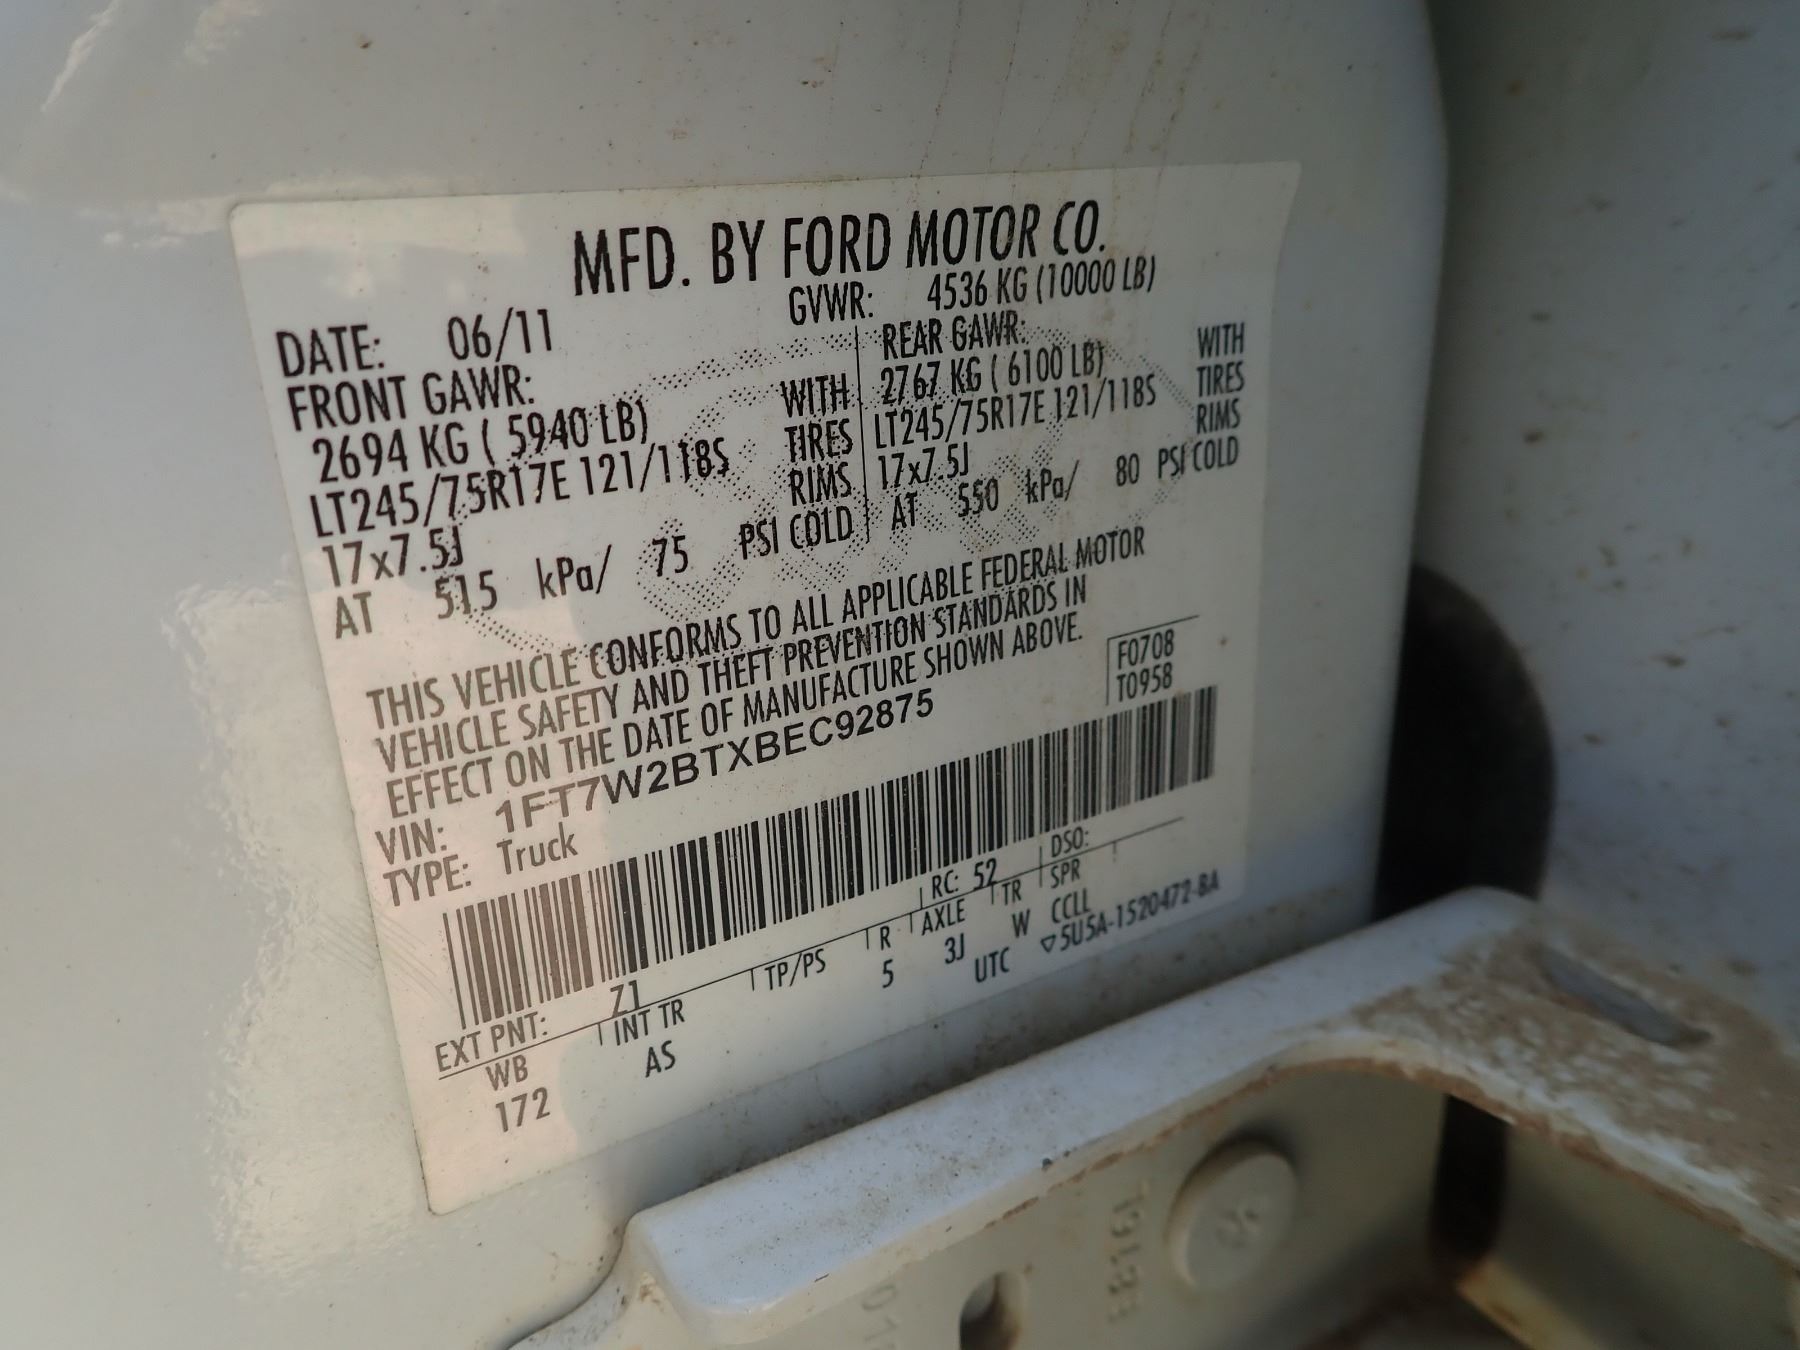 MFD. BY FORD MOTOR CO.
DATE: 06/11 GVWR: 4536 KG (10000 LB)
FRONT GAWR: REAR GAWR:
2694 KG ( 5940 LB) WITH 2767 KG ( 6100 LB) WITH
LT245/75R17E 121/118S TIRES LT245/75R17E 121/118S TIRES
17x7.5J RIMS 17x7.5J RIMS
AT 515 kPa/ 75 PSI COLD AT 550 kPa/ 80 PSI COLD
THIS VEHICLE CONFORMS TO ALL APPLICABLE FEDERAL MOTOR
VEHICLE SAFETY AND THEFT PREVENTION STANDARDS IN
EFFECT ON THE DATE OF MANUFACTURE SHOWN ABOVE.
F0708
T0958
VIN: 1FT7W2BTXBEC92875
TYPE: Truck
EXT PNT: Z1 RC: 52 DSO:
WB INT TR TP/PS R AXLE TR SPR
172 AS 5 3J W CCLL
UTC ▽5U5A-1520472-BA